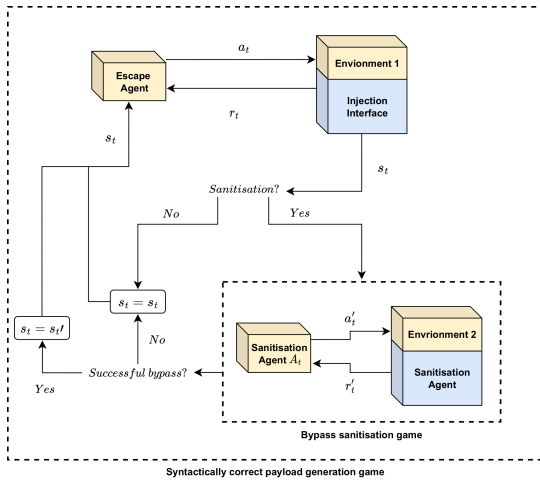 a_t
Escape
Agent
Envionment 1
Injection
Interface
r_t
s_t
s_t
Sanitisation?
No
Yes
s_t = s_t
s_t = s_t′
No
Successful bypass?
Yes
Sanitisation
Agent A_t
a′_t
r′_t
Envrionment 2
Sanitisation
Agent
Bypass sanitisation game
Syntactically correct payload generation game